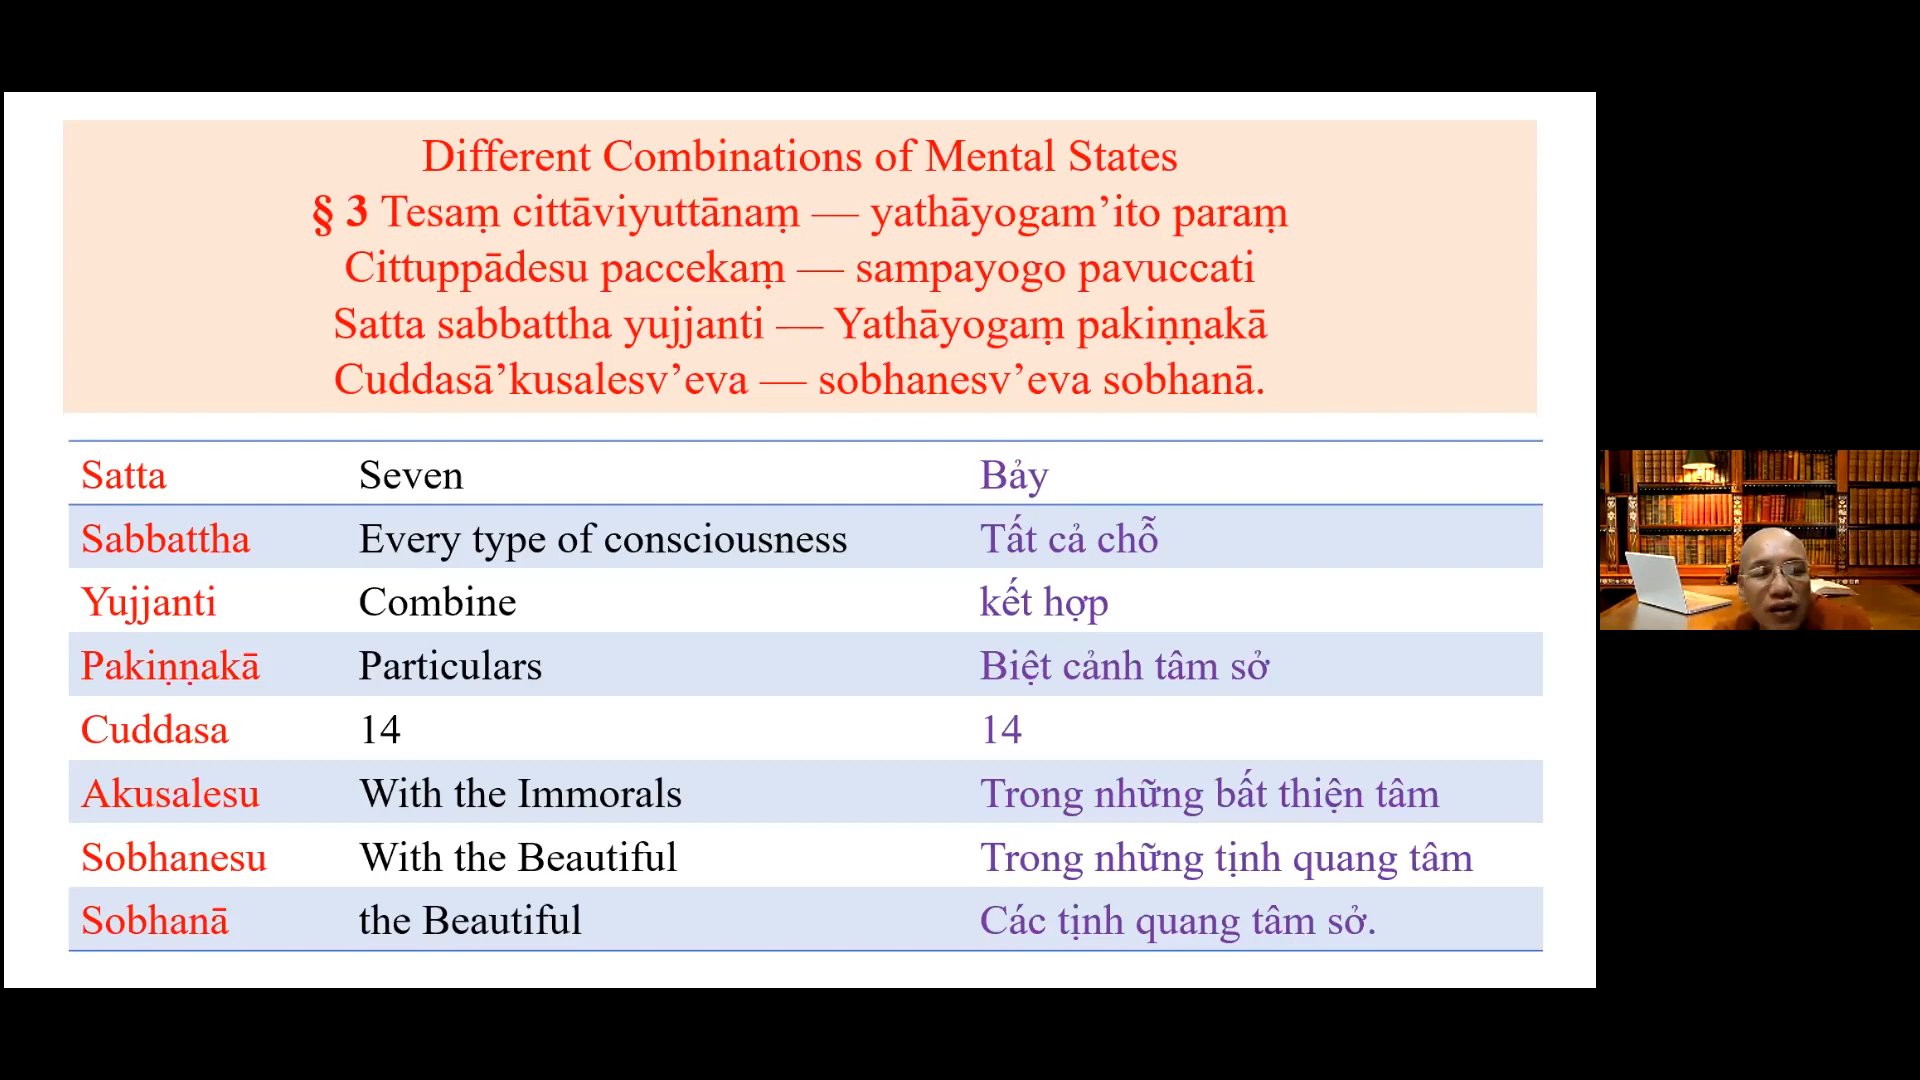 Different Combinations of Mental States
§ 3 Tesaṃ cittāviyuttānaṃ — yathāyogam’ito paraṃ
Cittuppādesu paccekaṃ — sampayogo pavuccati
Satta sabbattha yujjanti — Yathāyogaṃ pakiṇṇakā
Cuddasā’kusalesv’eva — sobhanesv’eva sobhanā.
Satta Seven Bảy
Sabbattha Every type of consciousness Tất cả chỗ
Yujjanti Combine kết hợp
Pakiṇṇakā Particulars Biệt cảnh tâm sở
Cuddasa 14 14
Akusalesu With the Immorals Trong những bất thiện tâm
Sobhanesu With the Beautiful Trong những tịnh quang tâm
Sobhanā the Beautiful Các tịnh quang tâm sở.